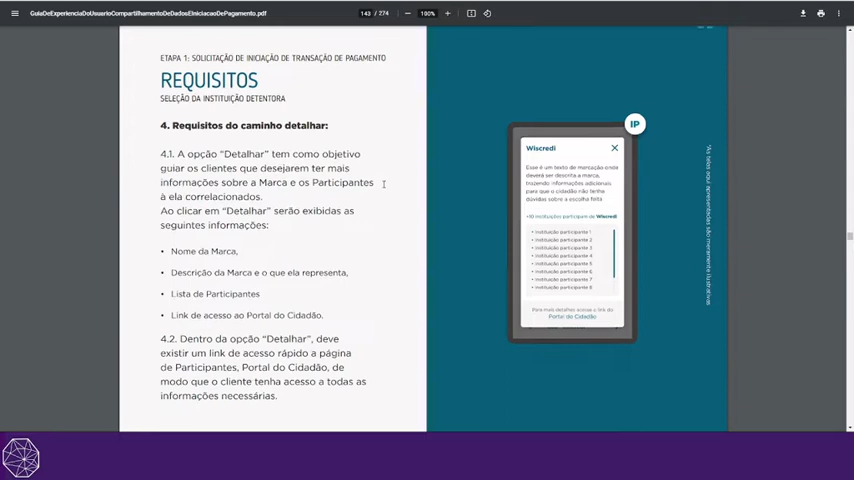 GuiaDeExperienciaDoUsuarioCompartilhamentoDeDadosEIniciacaoDePagamento.pdf
143 / 274
100%
ETAPA 1: SOLICITAÇÃO DE INICIAÇÃO DE TRANSAÇÃO DE PAGAMENTO
REQUISITOS
SELEÇÃO DA INSTITUIÇÃO DETENTORA
4. Requisitos do caminho detalhar:
4.1. A opção “Detalhar” tem como objetivo
guiar os clientes que desejarem ter mais
informações sobre a Marca e os Participantes
à ela correlacionados.
Ao clicar em “Detalhar” serão exibidas as
seguintes informações:
• Nome da Marca,
• Descrição da Marca e o que ela representa,
• Lista de Participantes
• Link de acesso ao Portal do Cidadão.
4.2. Dentro da opção “Detalhar”, deve
existir um link de acesso rápido a página
de Participantes, Portal do Cidadão, de
modo que o cliente tenha acesso a todas as
informações necessárias.
IP
Wiscredi
Esse é um texto de marcação onde
deverá ser descrita a marca,
trazendo informações adicionais
para que o cidadão não tenha
dúvidas sobre a escolha feita
+10 instituições participam de Wiscredi
• Instituição participante 1
• Instituição participante 2
• Instituição participante 3
• Instituição participante 4
• Instituição participante 5
• Instituição participante 6
• Instituição participante 7
• Instituição participante 8
Para mais detalhes acesse o link do
Portal do Cidadão
*As telas aqui apresentadas são meramente ilustrativas